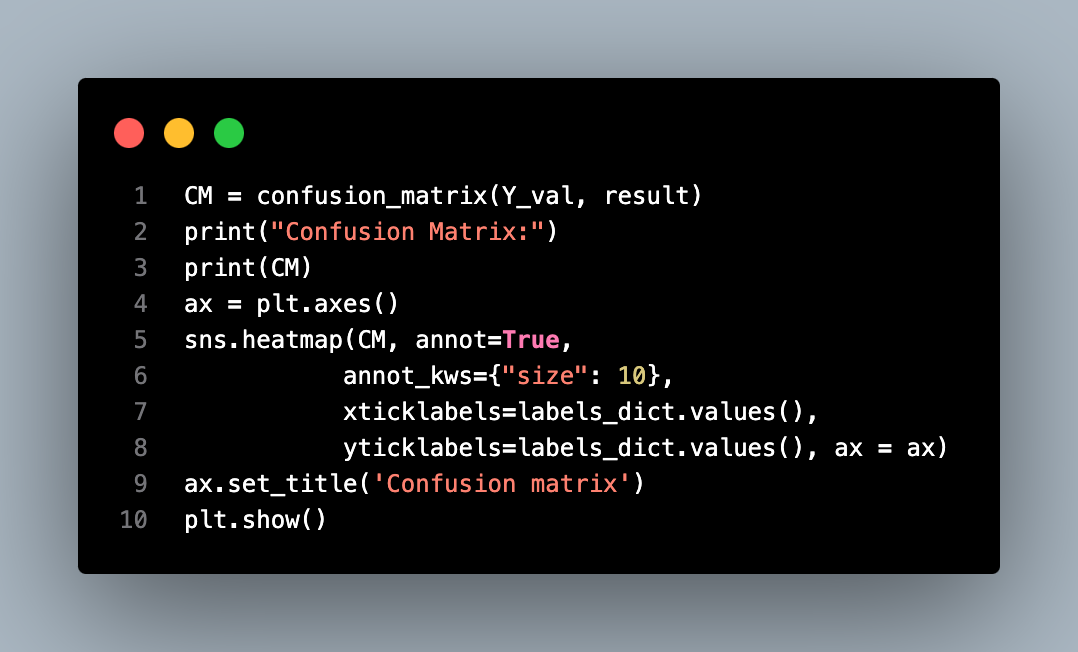 1 CM = confusion_matrix(Y_val, result)
2 print("Confusion Matrix:")
3 print(CM)
4 ax = plt.axes()
5 sns.heatmap(CM, annot=True,
6            annot_kws={"size": 10},
7            xticklabels=labels_dict.values(),
8            yticklabels=labels_dict.values(), ax = ax)
9 ax.set_title('Confusion matrix')
10 plt.show()